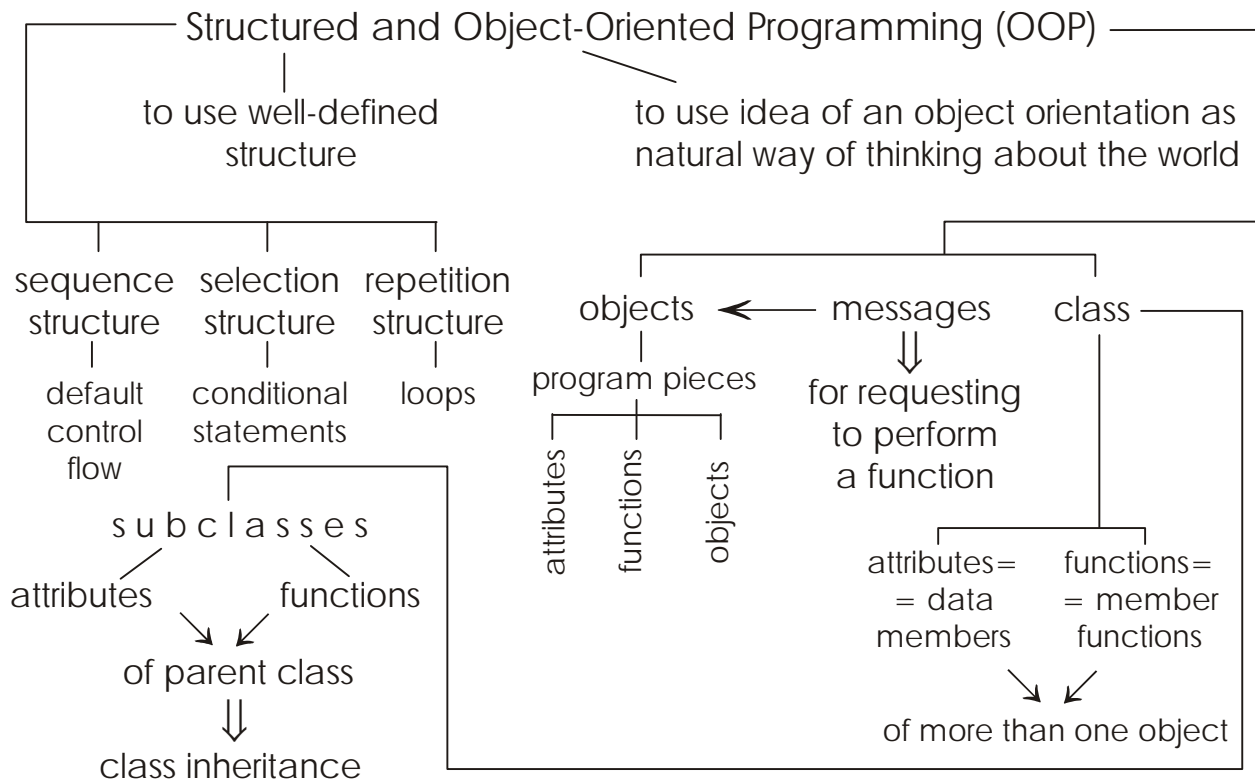 Structured and Object-Oriented Programming (OOP)
to use well-defined
structure
to use idea of an object orientation as
natural way of thinking about the world
sequence
structure
selection
structure
repetition
structure
default
control
flow
conditional
statements
loops
objects
messages
class
program pieces
attributes
functions
objects
for requesting
to perform
a function
subclasses
attributes
functions
of parent class
class inheritance
attributes=
= data
members
functions=
= member
functions
of more than one object